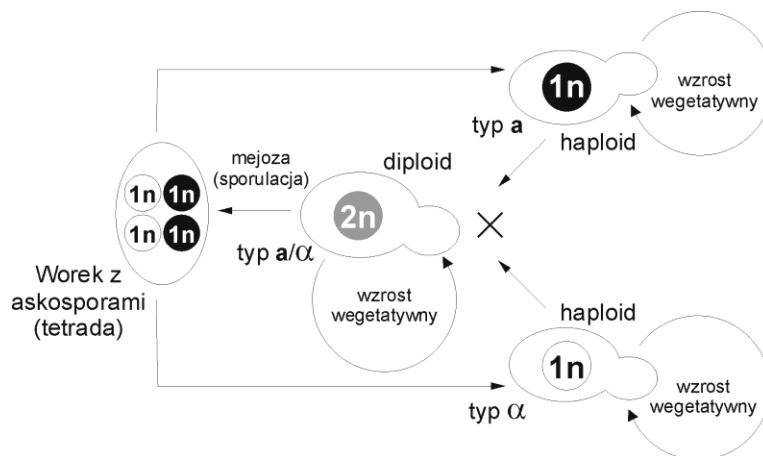 1n
wzrost
wegetatywny
typ a
haploid
mejoza
(sporulacja)
diploid
1n 1n
1n 1n
2n
typ a/α
Worek z
askosporami
(tetrada)
wzrost
wegetatywny
haploid
1n
wzrost
wegetatywny
typ α